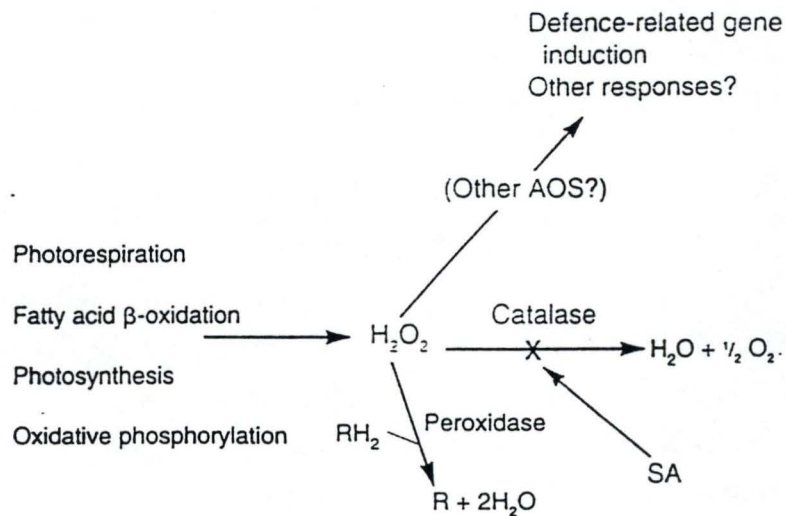 Defence-related gene
induction
Other responses?
(Other AOS?)
Photorespiration
Fatty acid β-oxidation
Photosynthesis
Oxidative phosphorylation
H₂O₂
Catalase
X
H₂O + ½ O₂.
RH₂
Peroxidase
R + 2H₂O
SA